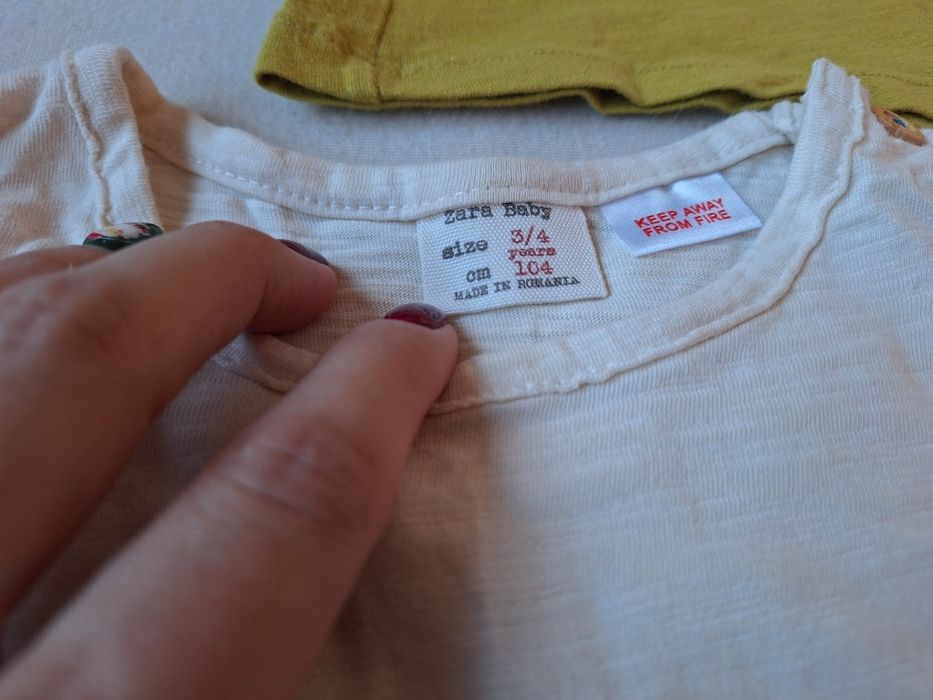 Zara Baby
size 3/4
years
cm 104
MADE IN ROMANIA
KEEP AWAY
FROM FIRE